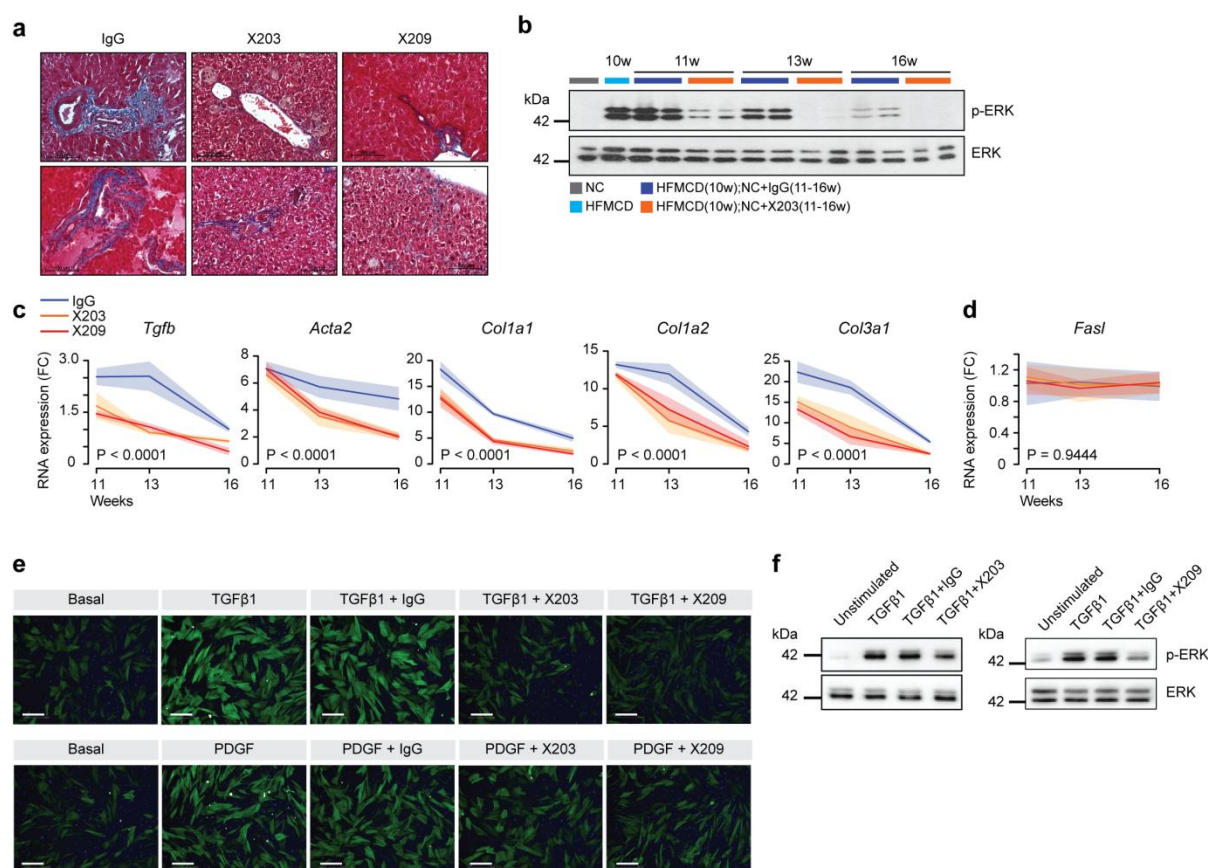 a
IgG X203 X209
b
10w 11w 13w 16w
kDa
42
p-ERK
42
ERK
NC HFMCD(10w);NC+IgG(11-16w)
HFMCD HFMCD(10w);NC+X203(11-16w)
c
IgG
X203
X209
Tgfb Acta2 Col1a1 Col1a2 Col3a1
RNA expression (FC)
3.0
1.5
0
8
6
4
2
0
20
15
10
5
0
15
10
5
0
25
20
15
10
5
0
P < 0.0001 P < 0.0001 P < 0.0001 P < 0.0001 P < 0.0001
11 13 16 11 13 16 11 13 16 11 13 16 11 13 16
Weeks
d
Fasl
RNA expression (FC)
1.2
0.8
0.4
0
P = 0.9444
11 13 16
e
Basal TGFβ1 TGFβ1 + IgG TGFβ1 + X203 TGFβ1 + X209
Basal PDGF PDGF + IgG PDGF + X203 PDGF + X209
f
Unstimulated TGFβ1 TGFβ1+IgG TGFβ1+X203
kDa
42
42
Unstimulated TGFβ1 TGFβ1+IgG TGFβ1+X209
kDa
42
p-ERK
42
ERK